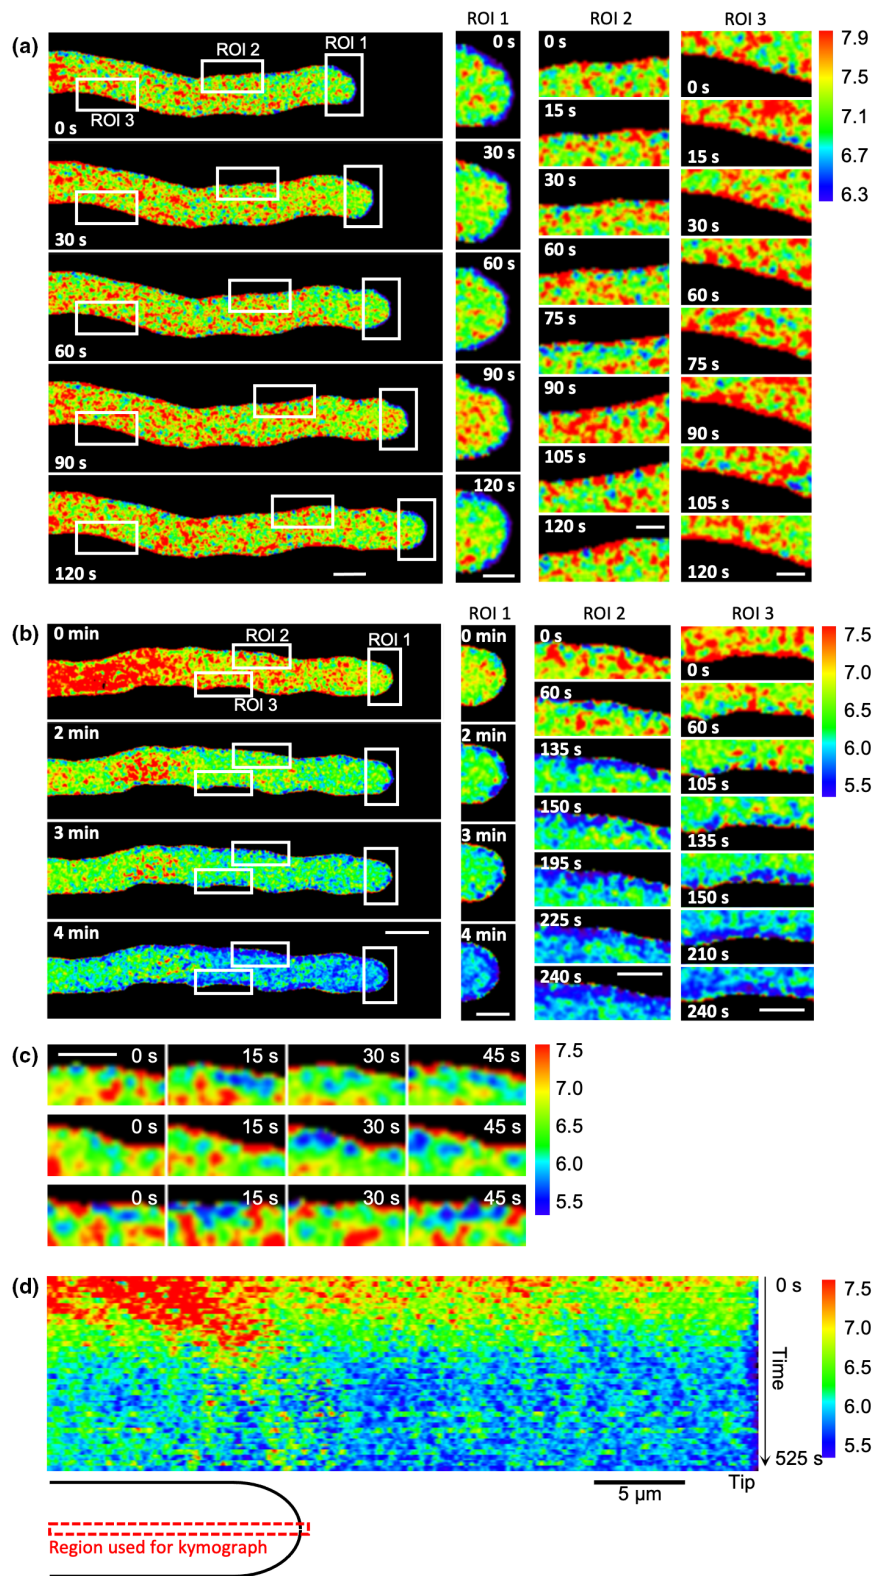 (a)
ROI 2
ROI 1
ROI 3
0 s
30 s
60 s
90 s
120 s
ROI 1
0 s
30 s
60 s
90 s
120 s
ROI 2
0 s
15 s
30 s
60 s
75 s
90 s
105 s
120 s
ROI 3
0 s
15 s
30 s
60 s
75 s
90 s
105 s
120 s
7.9
7.5
7.1
6.7
6.3
(b)
0 min
ROI 2
ROI 1
ROI 3
2 min
3 min
4 min
ROI 1
0 min
2 min
3 min
4 min
ROI 2
0 s
60 s
135 s
150 s
195 s
225 s
240 s
ROI 3
0 s
60 s
105 s
135 s
150 s
210 s
240 s
7.5
7.0
6.5
6.0
5.5
(c)
0 s 15 s 30 s 45 s
0 s 15 s 30 s 45 s
0 s 15 s 30 s 45 s
7.5
7.0
6.5
6.0
5.5
(d)
0 s
Time
525 s
7.5
7.0
6.5
6.0
5.5
Tip
5 µm
Region used for kymograph